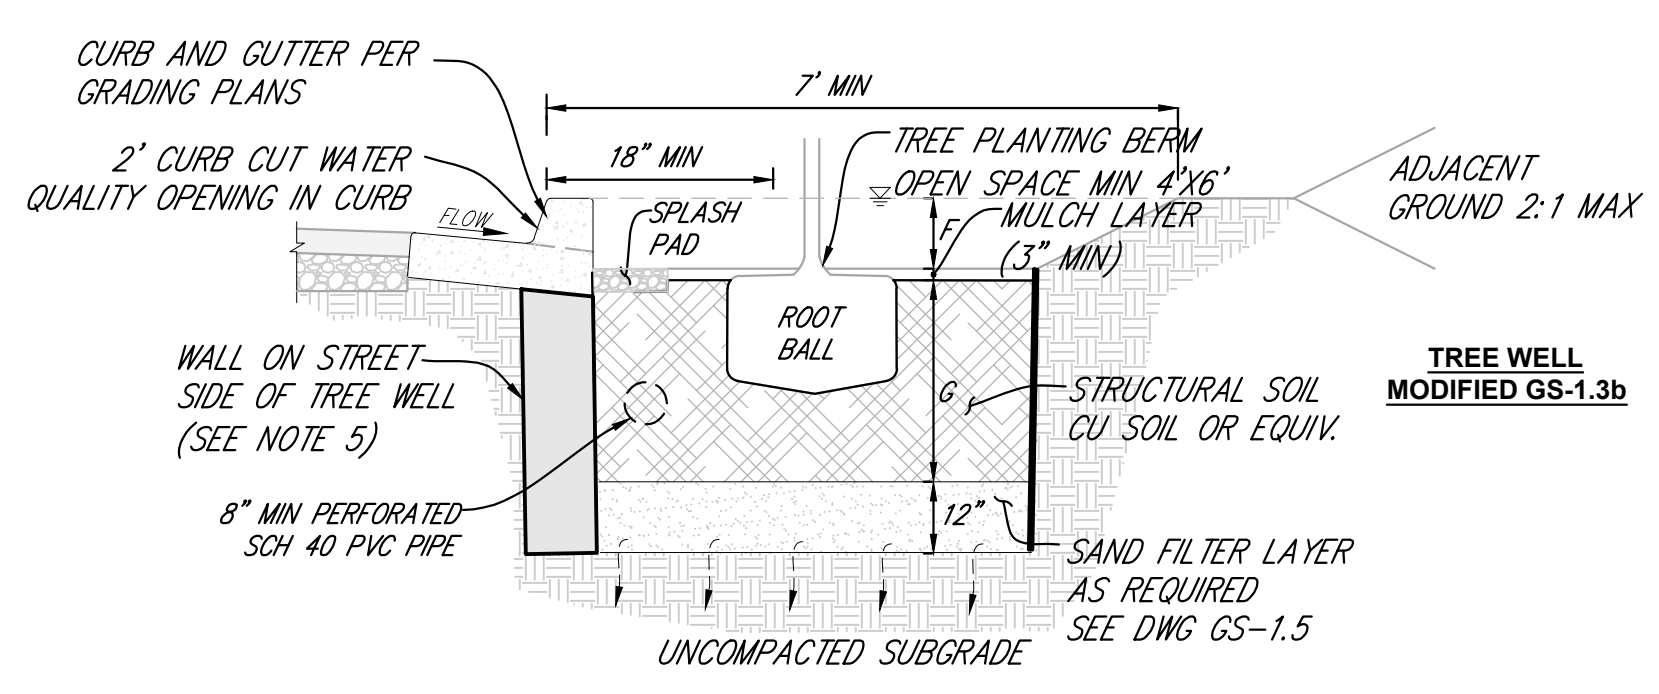 CURB AND GUTTER PER
GRADING PLANS
7' MIN
2' CURB CUT WATER
QUALITY OPENING IN CURB
18" MIN
TREE PLANTING BERM
OPEN SPACE MIN 4'X6'
ADJACENT
GROUND 2:1 MAX
FLOW
SPLASH
PAD
F
MULCH LAYER
(3" MIN)
ROOT
BALL
WALL ON STREET
SIDE OF TREE WELL
(SEE NOTE 5)
G
STRUCTURAL SOIL
CU SOIL OR EQUIV.
TREE WELL
MODIFIED GS-1.3b
8" MIN PERFORATED
SCH 40 PVC PIPE
12"
SAND FILTER LAYER
AS REQUIRED
SEE DWG GS-1.5
UNCOMPACTED SUBGRADE